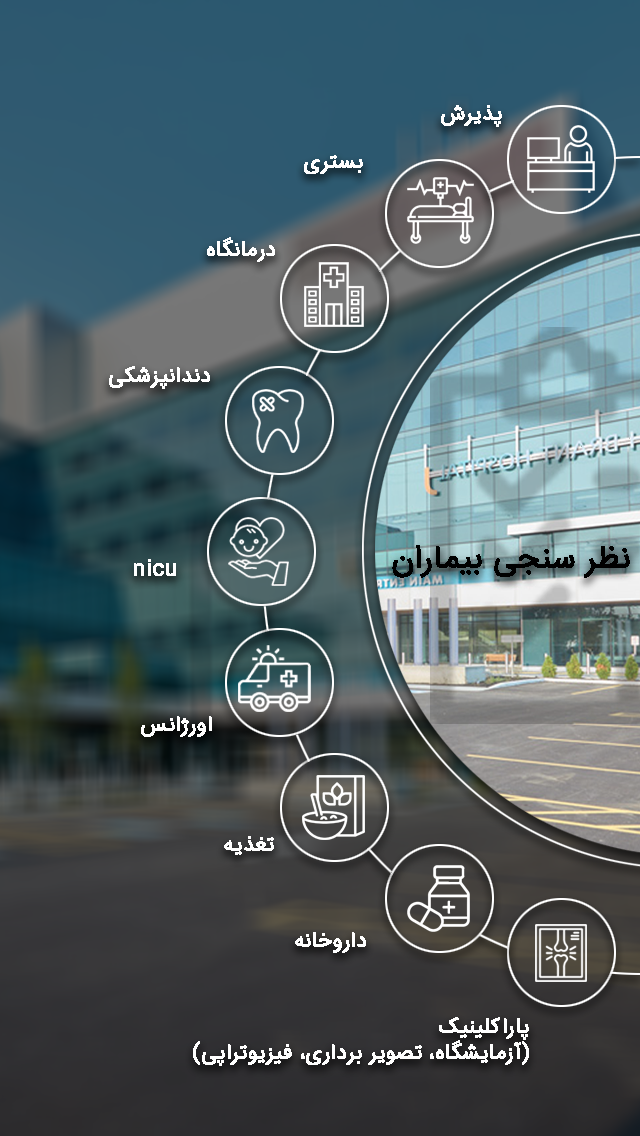 پذیرش
بستری
درمانگاه
دندانپزشکی
nicu
نظر سنجی بیماران
اورژانس
تغذیه
داروخانه
پاراکلینیک
(آزمایشگاه، تصویر برداری، فیزیوتراپی)